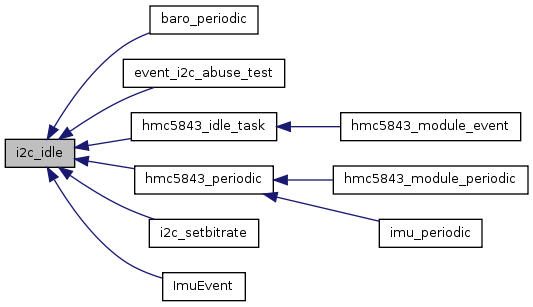 baro_periodic
event_i2c_abuse_test
hmc5843_idle_task
hmc5843_module_event
i2c_idle
hmc5843_periodic
hmc5843_module_periodic
i2c_setbitrate
imu_periodic
ImuEvent